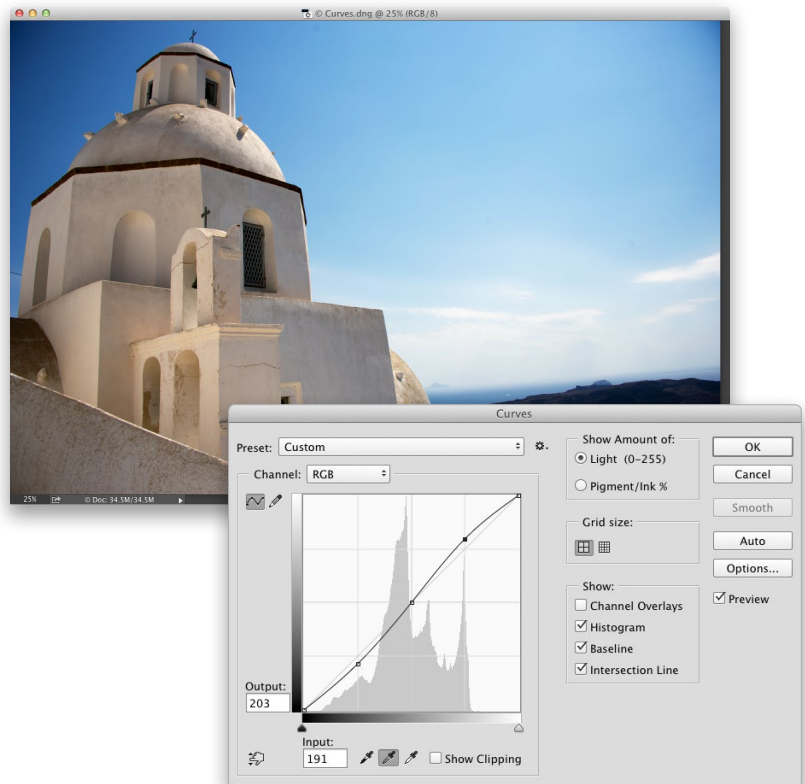 © Curves.dng @ 25% (RGB/8)
25%
© Doc: 34.5M/34.5M
Curves
Preset: Custom
Channel: RGB
Output:
203
Input:
191
Show Clipping
Show Amount of:
Light (0-255)
Pigment/Ink %
Grid size:
Show:
Channel Overlays
Histogram
Baseline
Intersection Line
OK
Cancel
Smooth
Auto
Options...
Preview